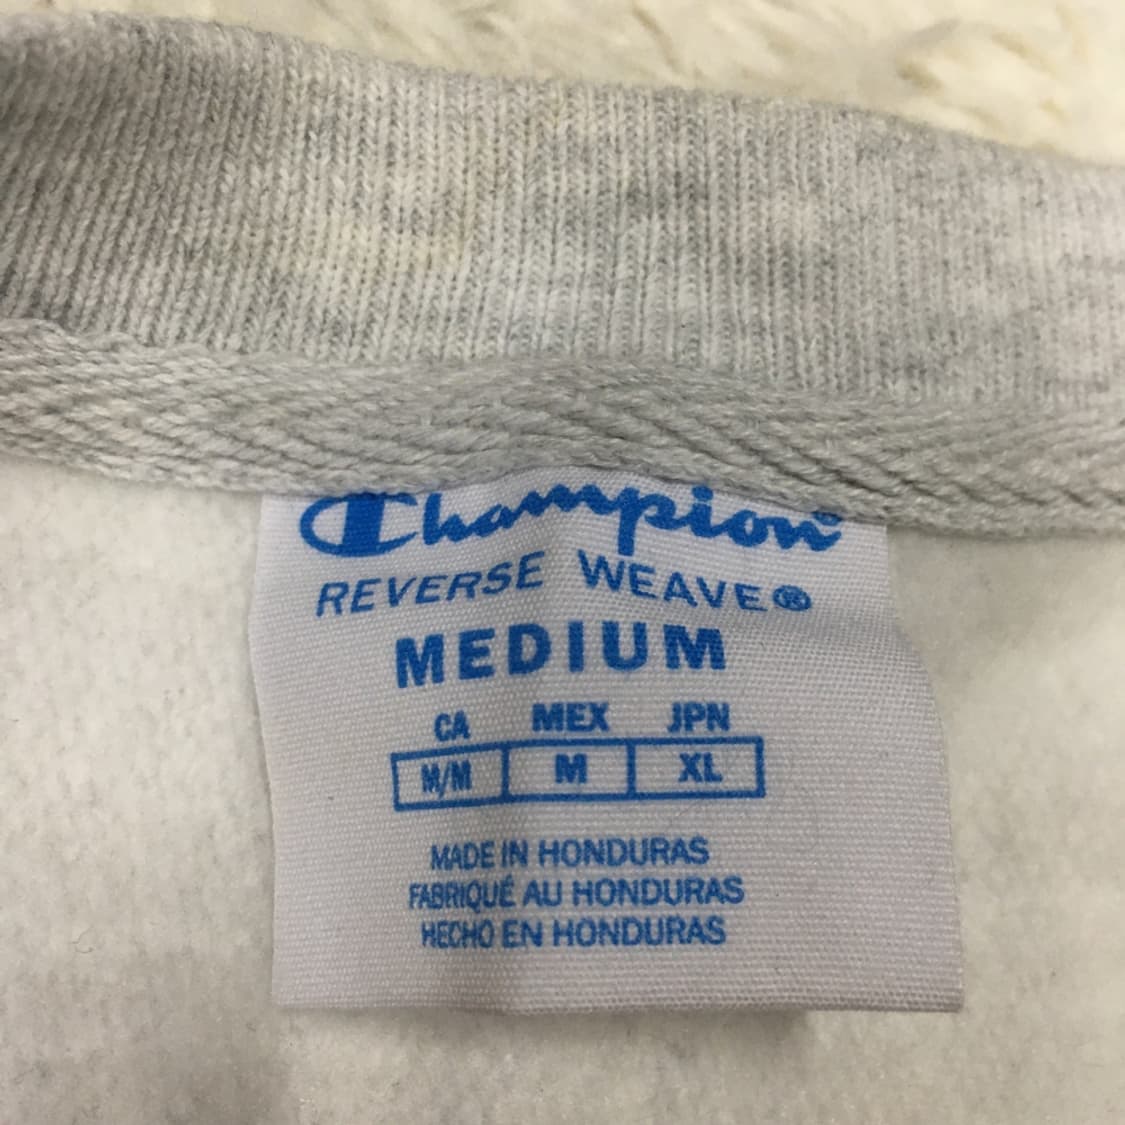 Champion®
REVERSE WEAVE®
MEDIUM
CA MEX JPN
M/M M XL
MADE IN HONDURAS
FABRIQUÉ AU HONDURAS
HECHO EN HONDURAS